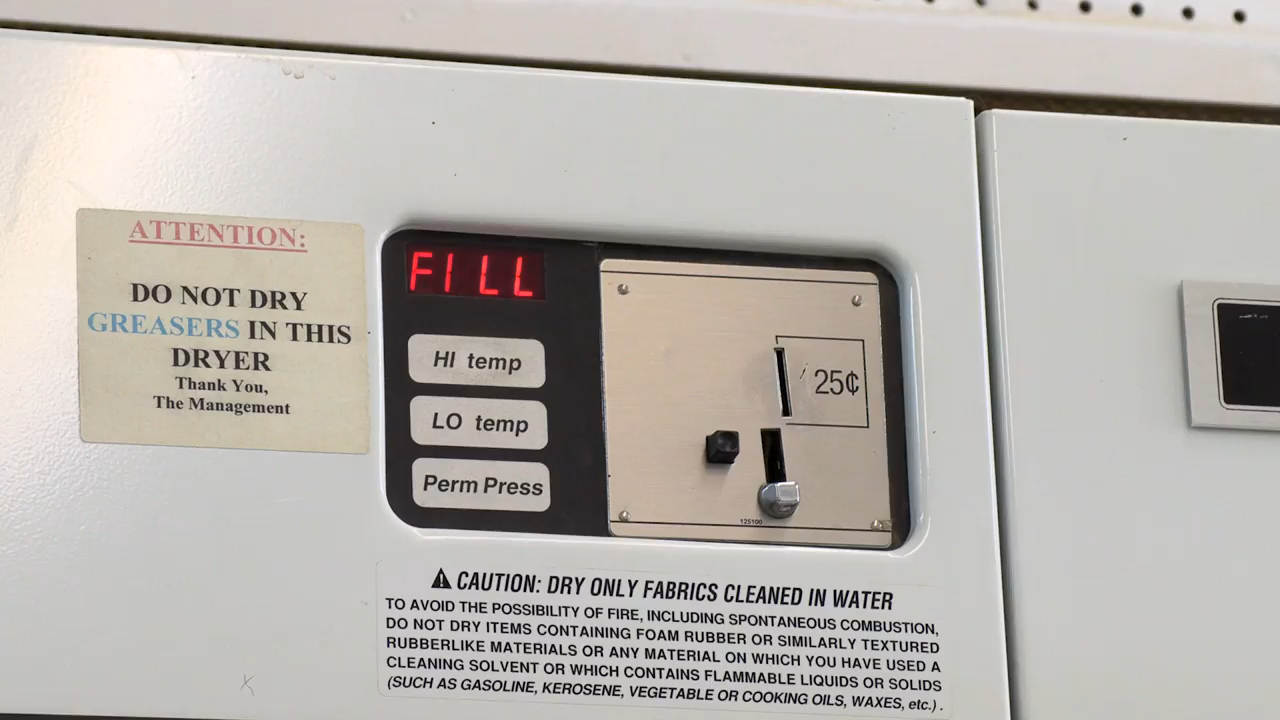 ATTENTION:
DO NOT DRY
GREASERS IN THIS
DRYER
Thank You,
The Management
FILL
HI temp
LO temp
Perm Press
25¢
125100
CAUTION: DRY ONLY FABRICS CLEANED IN WATER
TO AVOID THE POSSIBILITY OF FIRE, INCLUDING SPONTANEOUS COMBUSTION,
DO NOT DRY ITEMS CONTAINING FOAM RUBBER OR SIMILARLY TEXTURED
RUBBERLIKE MATERIALS OR ANY MATERIAL ON WHICH YOU HAVE USED A
CLEANING SOLVENT OR WHICH CONTAINS FLAMMABLE LIQUIDS OR SOLIDS
(SUCH AS GASOLINE, KEROSENE, VEGETABLE OR COOKING OILS, WAXES, etc.) .